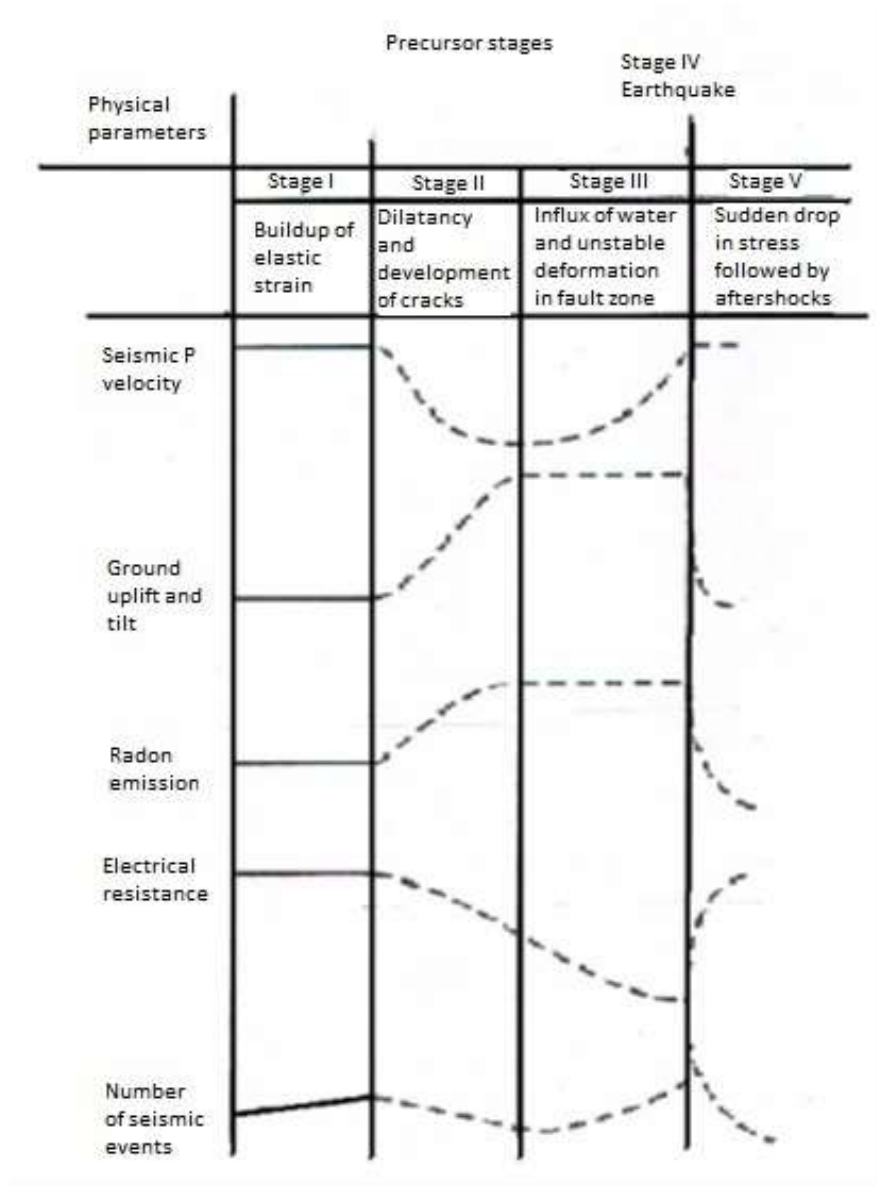 Precursor stages
Stage IV
Earthquake
Physical
parameters
Stage I
Stage II
Stage III
Stage V
Buildup of
elastic
strain
Dilatancy
and
development
of cracks
Influx of water
and unstable
deformation
in fault zone
Sudden drop
in stress
followed by
aftershocks
Seismic P
velocity
Ground
uplift and
tilt
Radon
emission
Electrical
resistance
Number
of seismic
events